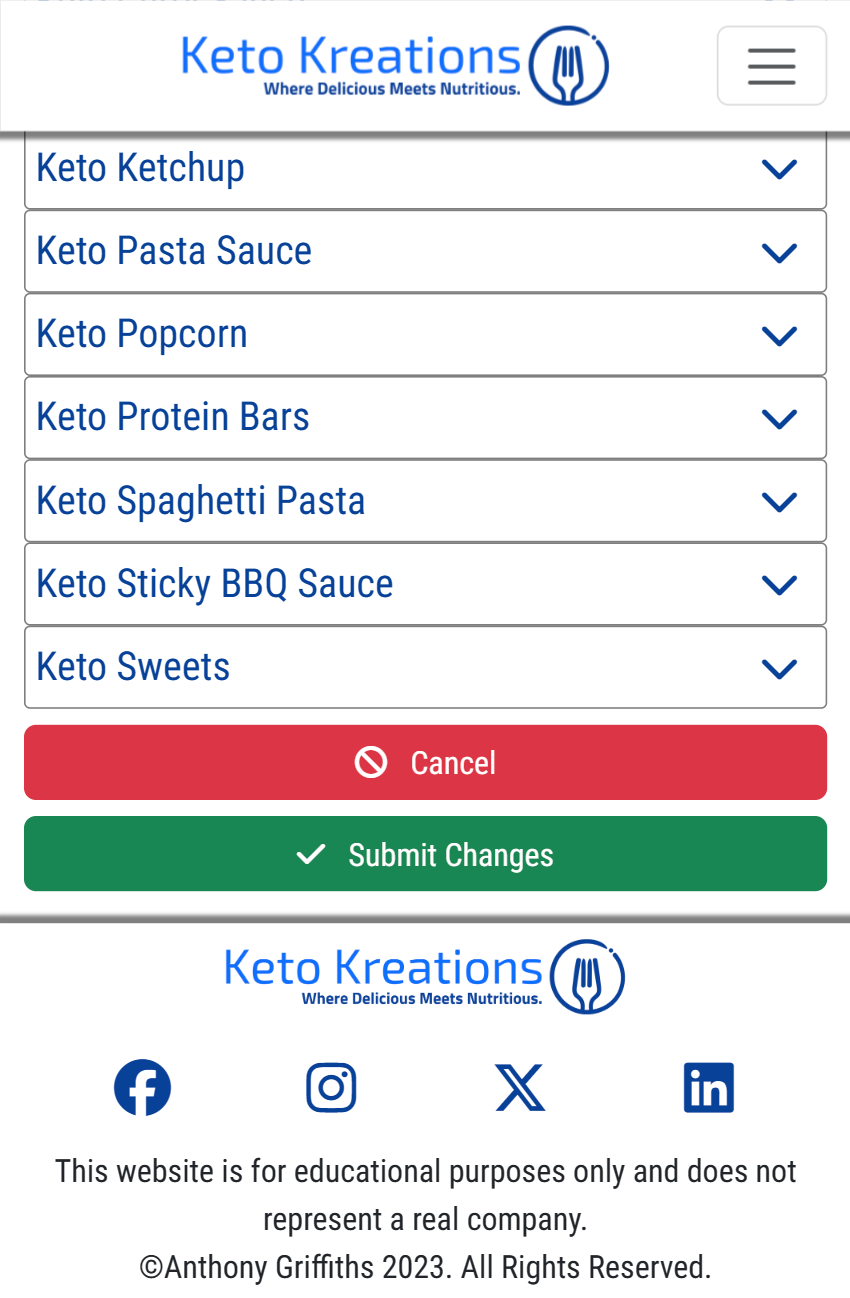 Keto Kreations
Where Delicious Meets Nutritious.
Keto Ketchup
Keto Pasta Sauce
Keto Popcorn
Keto Protein Bars
Keto Spaghetti Pasta
Keto Sticky BBQ Sauce
Keto Sweets
Cancel
Submit Changes
Keto Kreations
Where Delicious Meets Nutritious.
This website is for educational purposes only and does not
represent a real company.
©Anthony Griffiths 2023. All Rights Reserved.